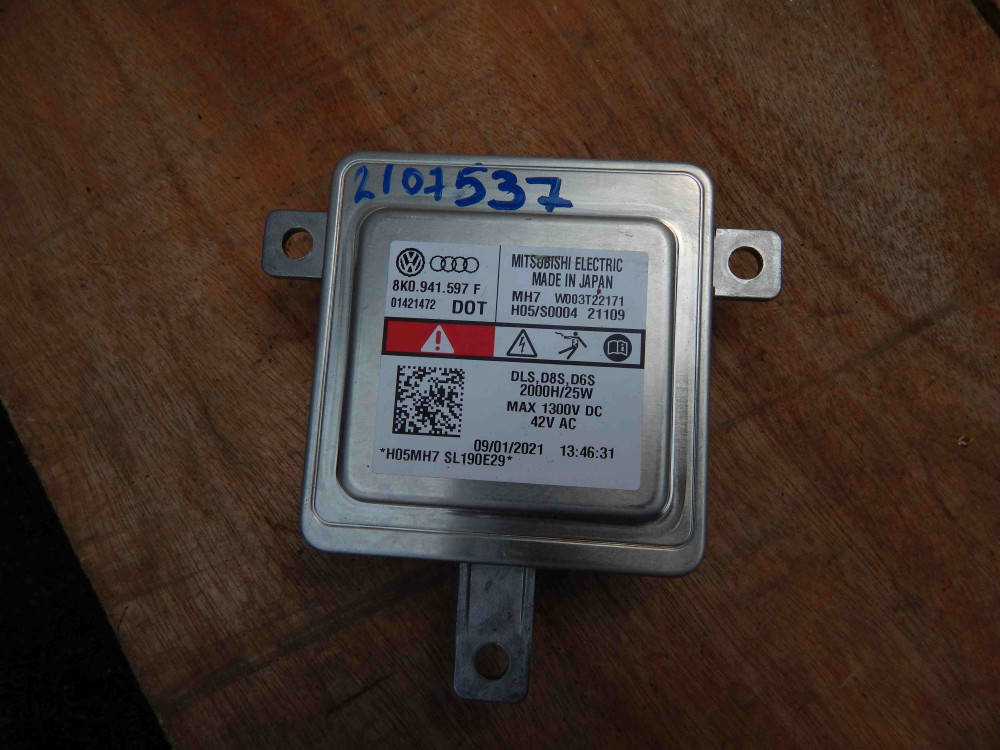 2107537
8K0.941.597 F
01421472 DOT
MITSUBISHI ELECTRIC
MADE IN JAPAN
MH7 W003T22171
H05/S0004 21109
DLS,D8S,D6S
2000H/25W
MAX 1300V DC
42V AC
09/01/2021 13:46:31
*H05MH7 SL190E29*